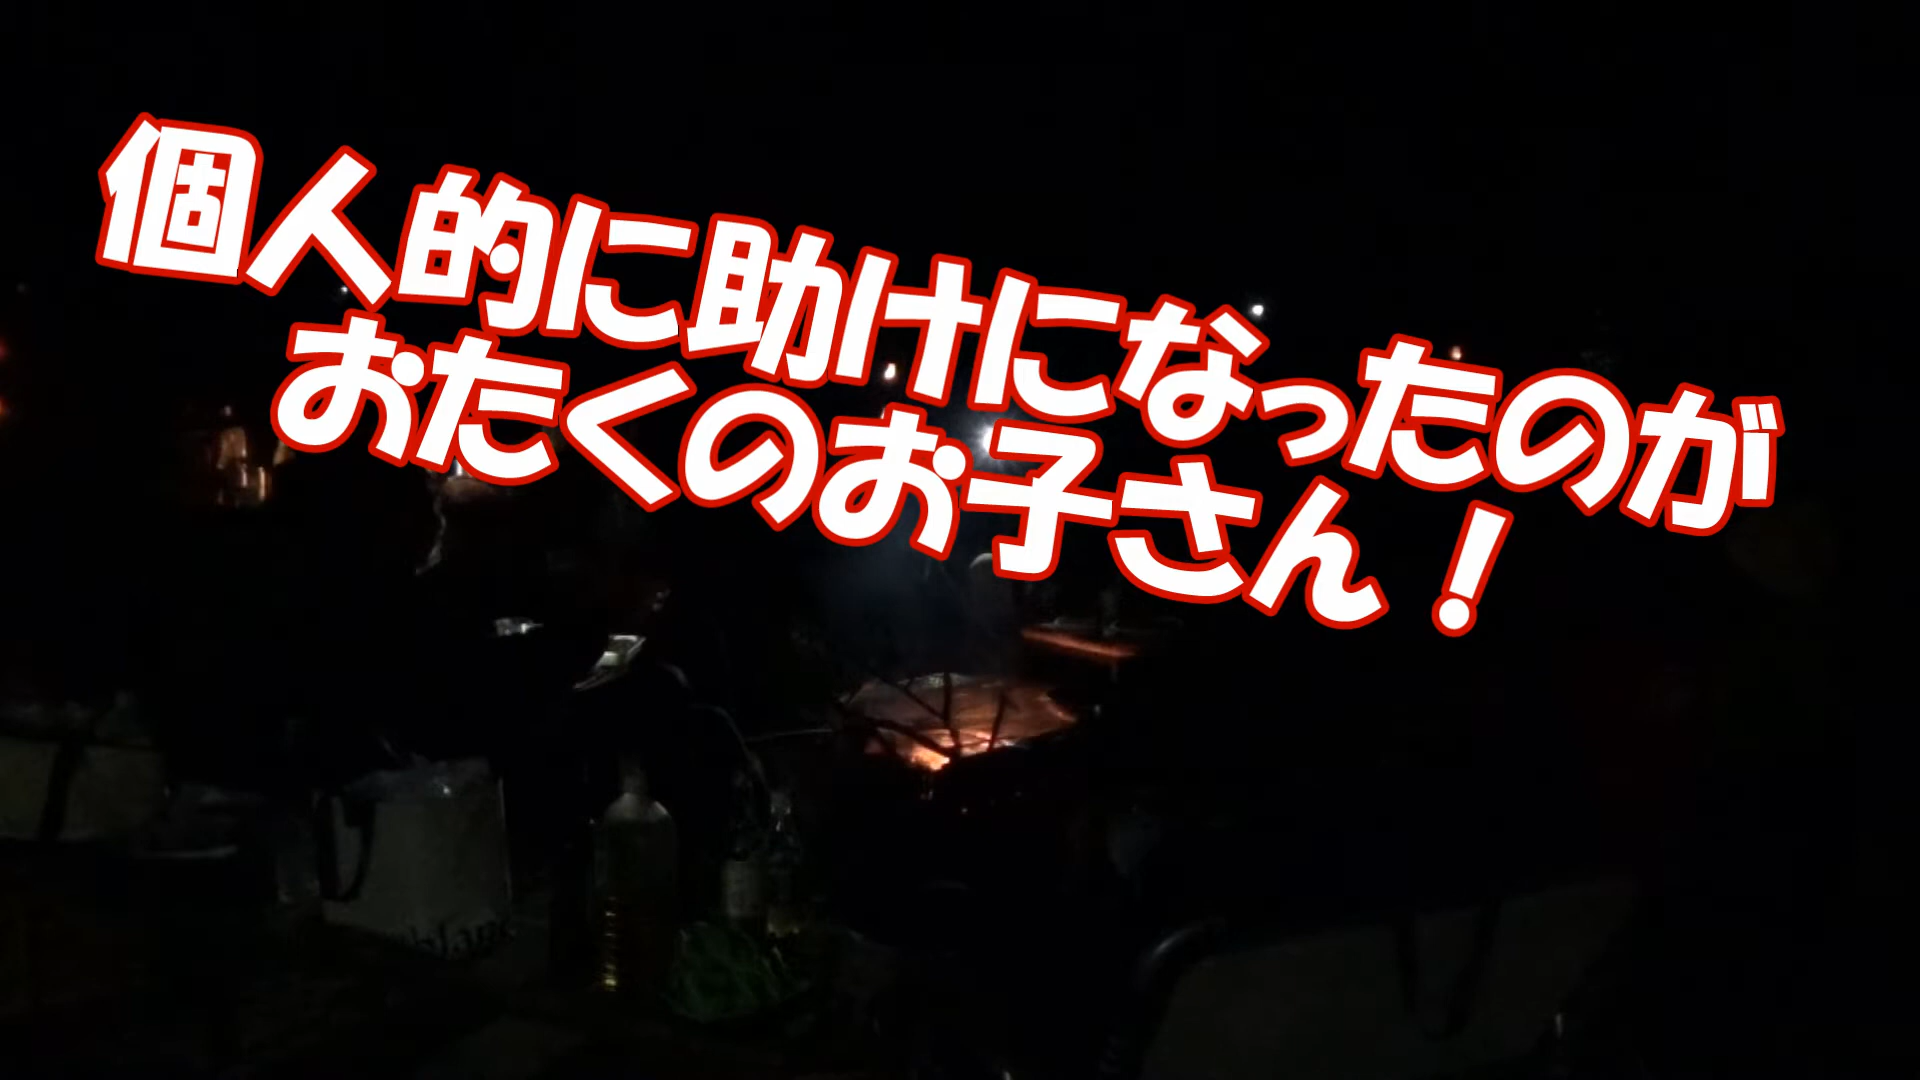 個人的に助けになったのが
おたくのお子さん！